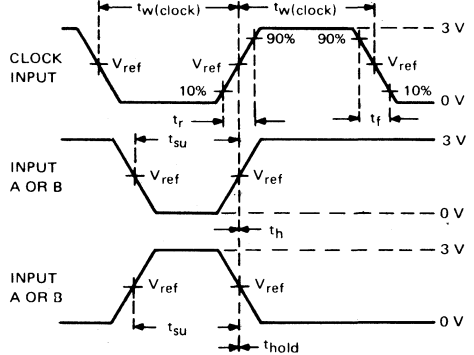 tw(clock) tw(clock)
3 V
90% 90%
CLOCK
INPUT
Vref Vref Vref
10% 10%
0 V
tr tf
3 V
tsu
INPUT
A OR B
Vref Vref
0 V
th
3 V
INPUT
A OR B
Vref Vref
0 V
tsu
thold